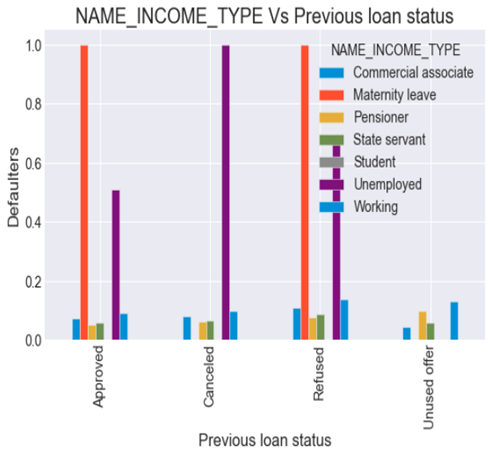 NAME_INCOME_TYPE Vs Previous loan status
NAME_INCOME_TYPE
Commercial associate
Maternity leave
Pensioner
State servant
Student
Unemployed
Working
Defaulters
1.0
0.8
0.6
0.4
0.2
0.0
Approved
Canceled
Refused
Unused offer
Previous loan status